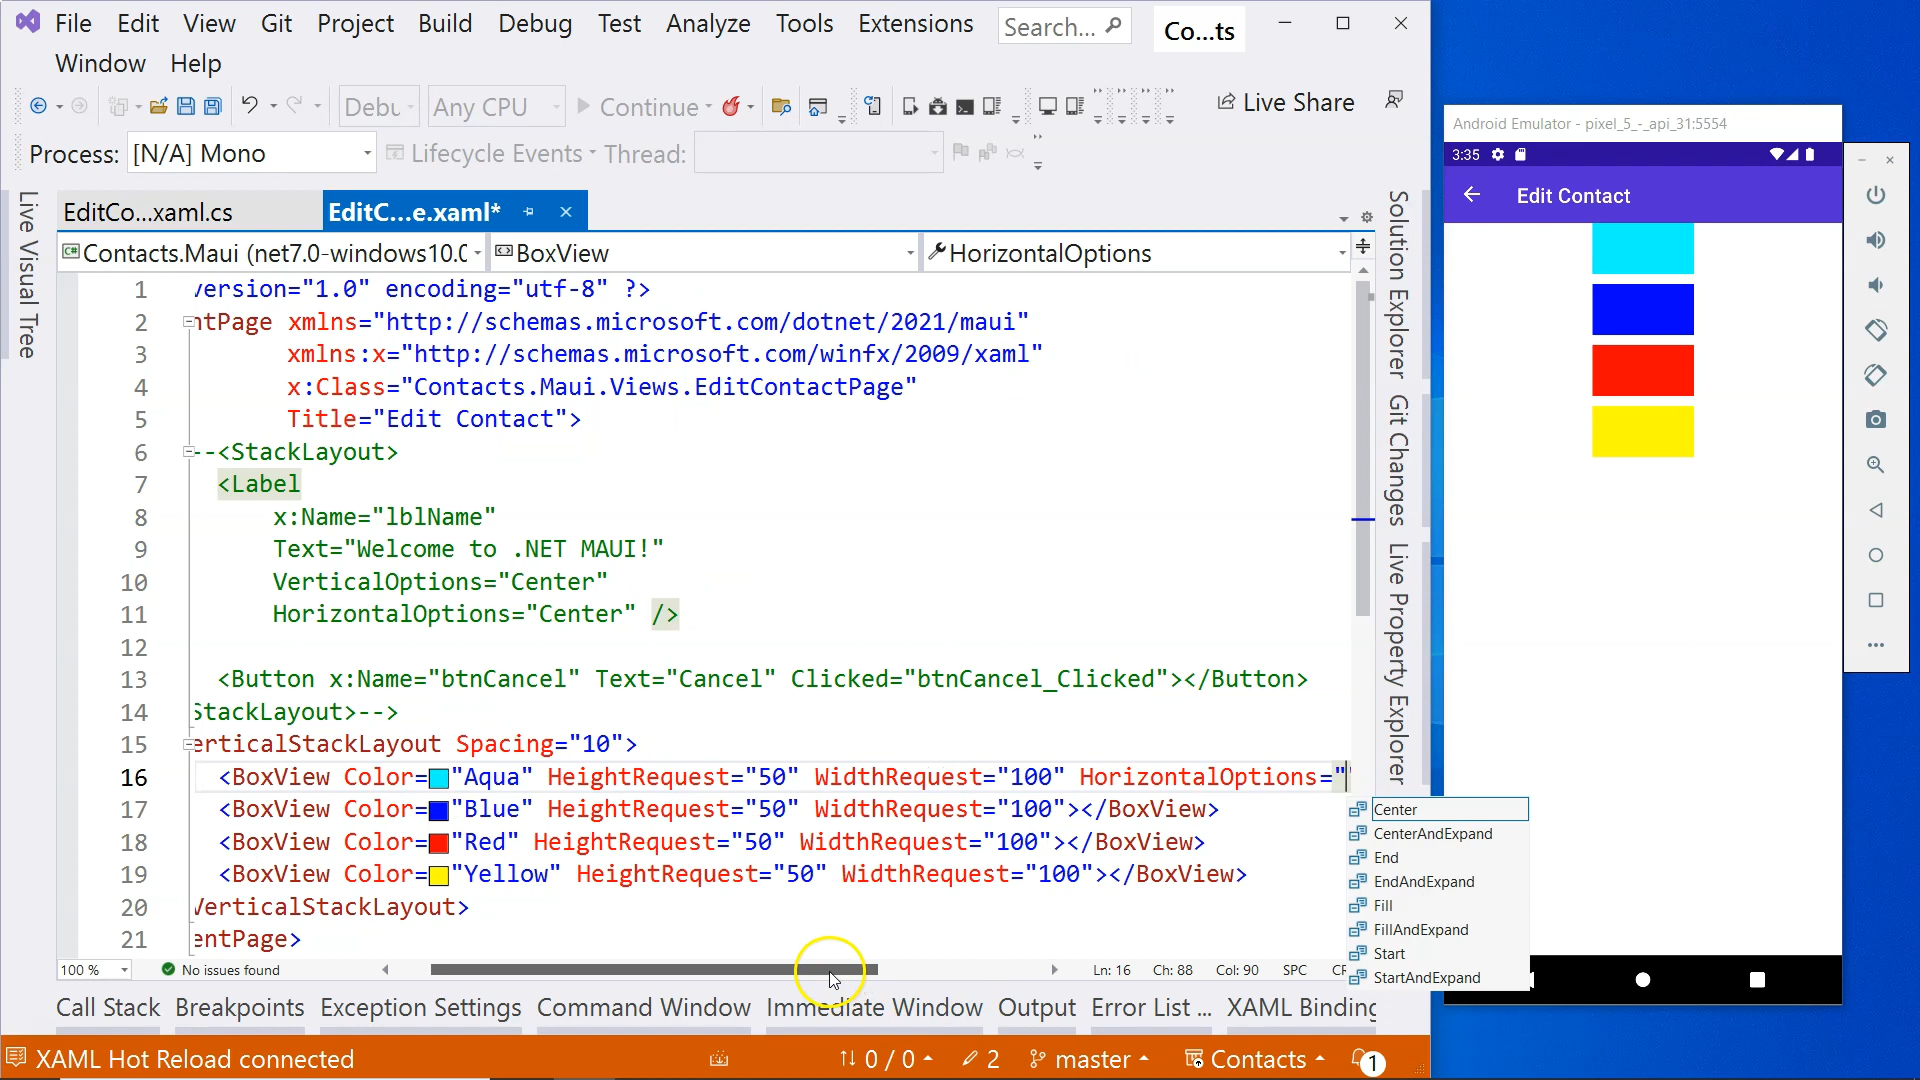 File Edit View Git Project Build Debug Test Analyze Tools Extensions Search... Co...ts
Window Help
Debu Any CPU Continue Live Share
Process: [N/A] Mono Lifecycle Events Thread:
Live Visual Tree
EditCo...xaml.cs EditC...e.xaml*
Contacts.Maui (net7.0-windows10.0 BoxView HorizontalOptions
1 version="1.0" encoding="utf-8" ?>
2 ntPage xmlns="http://schemas.microsoft.com/dotnet/2021/maui"
3 xmlns:x="http://schemas.microsoft.com/winfx/2009/xaml"
4 x:Class="Contacts.Maui.Views.EditContactPage"
5 Title="Edit Contact">
6 --<StackLayout>
7 <Label
8 x:Name="lblName"
9 Text="Welcome to .NET MAUI!"
10 VerticalOptions="Center"
11 HorizontalOptions="Center" />
12
13 <Button x:Name="btnCancel" Text="Cancel" Clicked="btnCancel_Clicked"></Button>
14 StackLayout>-->
15 erticalStackLayout Spacing="10">
16 <BoxView Color="Aqua" HeightRequest="50" WidthRequest="100" HorizontalOptions="
17 <BoxView Color="Blue" HeightRequest="50" WidthRequest="100"></BoxView>
18 <BoxView Color="Red" HeightRequest="50" WidthRequest="100"></BoxView>
19 <BoxView Color="Yellow" HeightRequest="50" WidthRequest="100"></BoxView>
20 VerticalStackLayout>
21 entPage>
Center
CenterAndExpand
End
EndAndExpand
Fill
FillAndExpand
Start
StartAndExpand
100 % No issues found Ln: 16 Ch: 88 Col: 90 SPC CR
Call Stack Breakpoints Exception Settings Command Window Immediate Window Output Error List ... XAML Binding
XAML Hot Reload connected 0 / 0 2 master Contacts 1
Solution Explorer
Git Changes
Live Property Explorer
Android Emulator - pixel_5_-_api_31:5554
3:35
Edit Contact